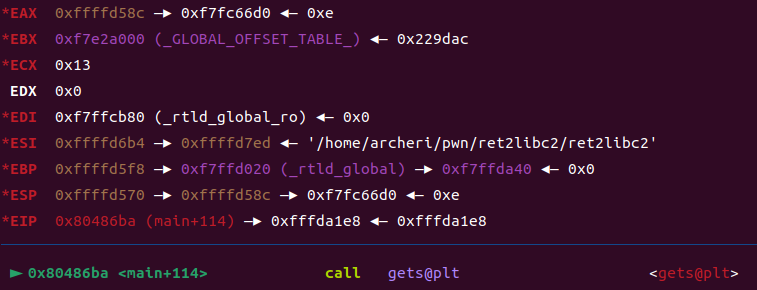 *EAX 0xffffd58c —▸ 0xf7fc66d0 ◂— 0xe
*EBX 0xf7e2a000 (_GLOBAL_OFFSET_TABLE_) ◂— 0x229dac
*ECX 0x13
EDX 0x0
*EDI 0xf7ffcb80 (_rtld_global_ro) ◂— 0x0
*ESI 0xffffd6b4 —▸ 0xffffd7ed ◂— '/home/archeri/pwn/ret2libc2/ret2libc2'
*EBP 0xffffd5f8 —▸ 0xf7ffd020 (_rtld_global) —▸ 0xf7ffda40 ◂— 0x0
*ESP 0xffffd570 —▸ 0xffffd58c —▸ 0xf7fc66d0 ◂— 0xe
*EIP 0x80486ba (main+114) —▸ 0xfffda1e8 ◂— 0xfffda1e8
► 0x80486ba <main+114> call gets@plt <gets@plt>